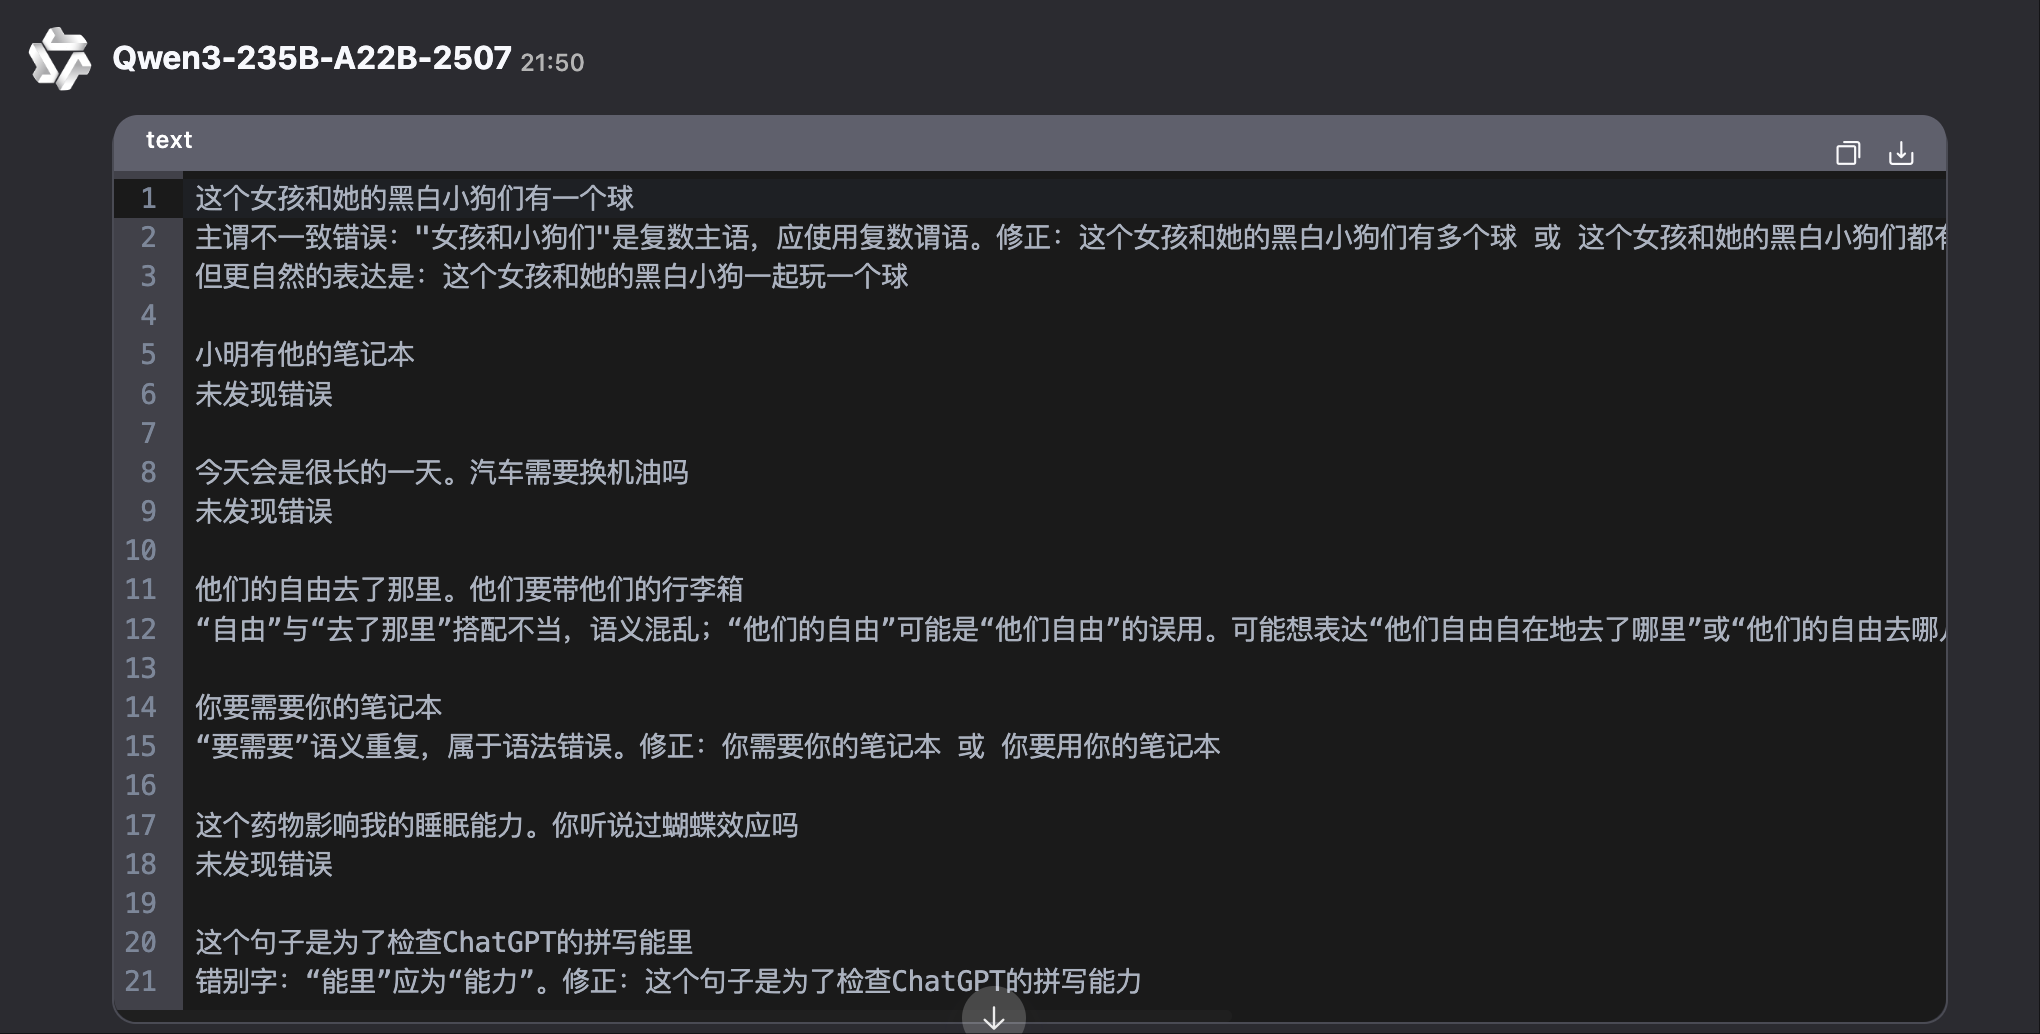 Qwen3-235B-A22B-2507 21:50
text
1 这个女孩和她的黑白小狗们有一个球
2 主谓不一致错误："女孩和小狗们"是复数主语，应使用复数谓语。修正：这个女孩和她的黑白小狗们有多个球 或 这个女孩和她的黑白小狗们都
3 但更自然的表达是：这个女孩和她的黑白小狗一起玩一个球
4
5 小明有他的笔记本
6 未发现错误
7
8 今天会是很长的一天。汽车需要换机油吗
9 未发现错误
10
11 他们的自由去了那里。他们要带他们的行李箱
12 “自由”与“去了那里”搭配不当，语义混乱；“他们的自由”可能是“他们自由”的误用。可能想表达“他们自由自在地去了哪里”或“他们的自由去哪
13
14 你要需要你的笔记本
15 “要需要”语义重复，属于语法错误。修正：你需要你的笔记本 或 你要用你的笔记本
16
17 这个药物影响我的睡眠能力。你听说过蝴蝶效应吗
18 未发现错误
19
20 这个句子是为了检查ChatGPT的拼写能里
21 错别字：“能里”应为“能力”。修正：这个句子是为了检查ChatGPT的拼写能力